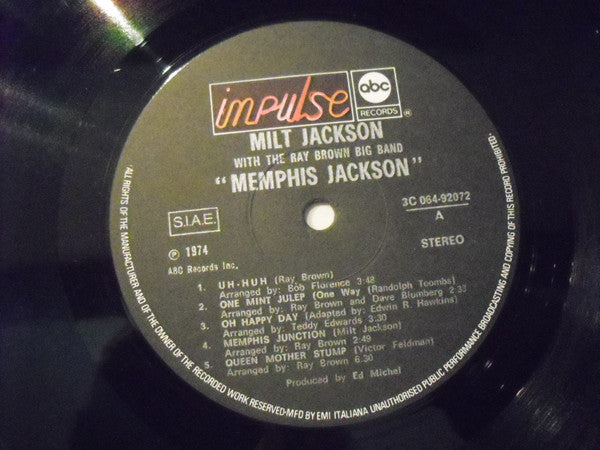 impulse
abc
RECORDS
®
MILT JACKSON
WITH THE RAY BROWN BIG BAND
"MEMPHIS JACKSON"
3C 064-92072
A
S.I.A.E.
STEREO
℗ 1974
ABC Records Inc.
1. UH-HUH (Ray Brown)
Arranged by: Bob Florence 3:48
2. ONE MINT JULEP (One Way (Randolph Toombs)
Arranged by: Ray Brown and Dave Blumberg 2:33
3. OH HAPPY DAY (Adapted by: Edwin R. Hawkins)
Arranged by: Teddy Edwards 3:30
4. MEMPHIS JUNCTION (Milt Jackson)
Arranged by: Ray Brown 2:49
5. QUEEN MOTHER STUMP (Victor Feldman)
Arranged by: Ray Brown 6:30
Produced by Ed Michel
ALL RIGHTS OF THE MANUFACTURER AND OF THE OWNER OF THE RECORDED WORK RESERVED-MFD BY EMI ITALIANA UNAUTHORISED PUBLIC PERFORMANCE BROADCASTING AND COPYING OF THIS RECORD PROHIBITED